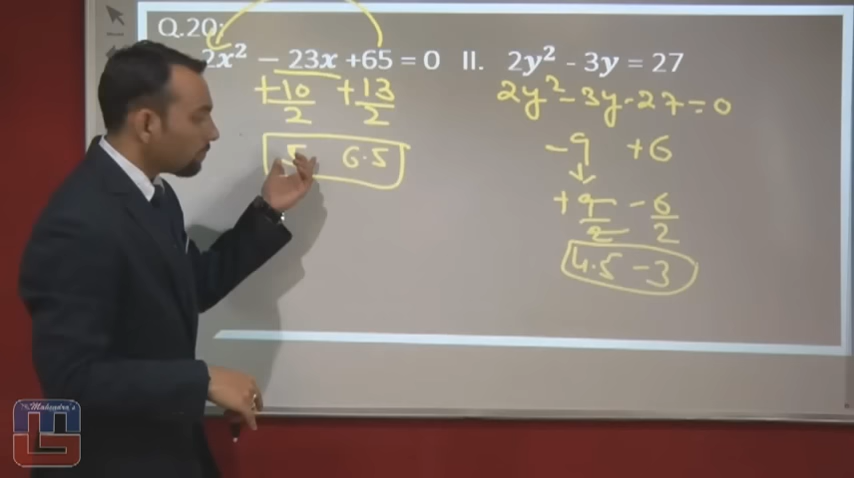 Q.20:
2x² − 23x +65 = 0 II. 2y² - 3y = 27
+10/2 +13/2
5 6.5
2y² - 3y - 27 = 0
-9 +6
+9/2 -6/2
4.5 -3
Mahendra's